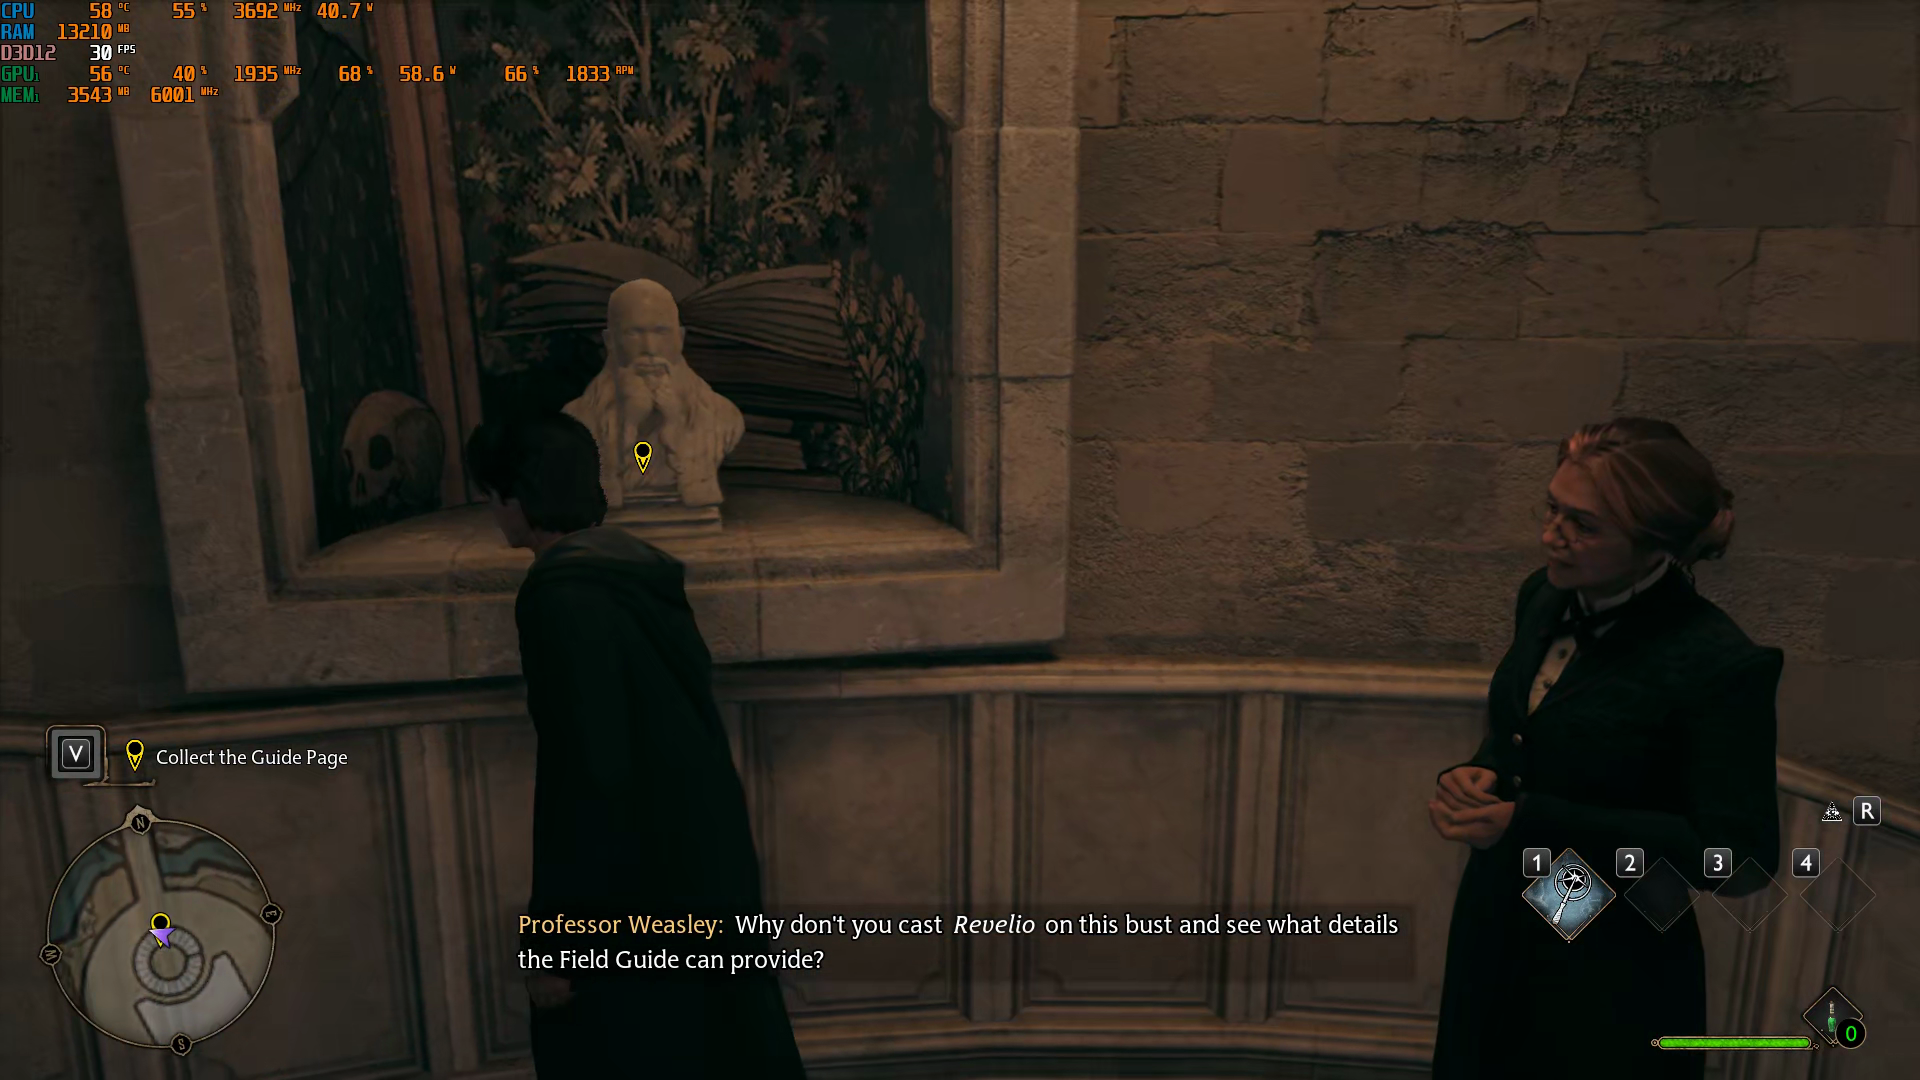 CPU 58 °C 55 % 3692 MHz 40.7 W
RAM 13210 MB
D3D12 30 FPS
GPU1 56 °C 40 % 1935 MHz 68 % 58.6 W 66 % 1833 RPM
MEM1 3543 MB 6001 MHz
V Collect the Guide Page
N
E
W
S
R
1 2 3 4
Professor Weasley: Why don't you cast Revelio on this bust and see what details
the Field Guide can provide?
0